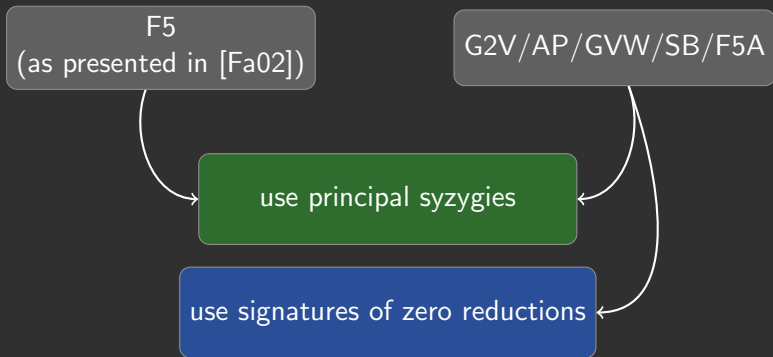 F5
(as presented in [Fa02])
G2V/AP/GVW/SB/F5A
use principal syzygies
use signatures of zero reductions